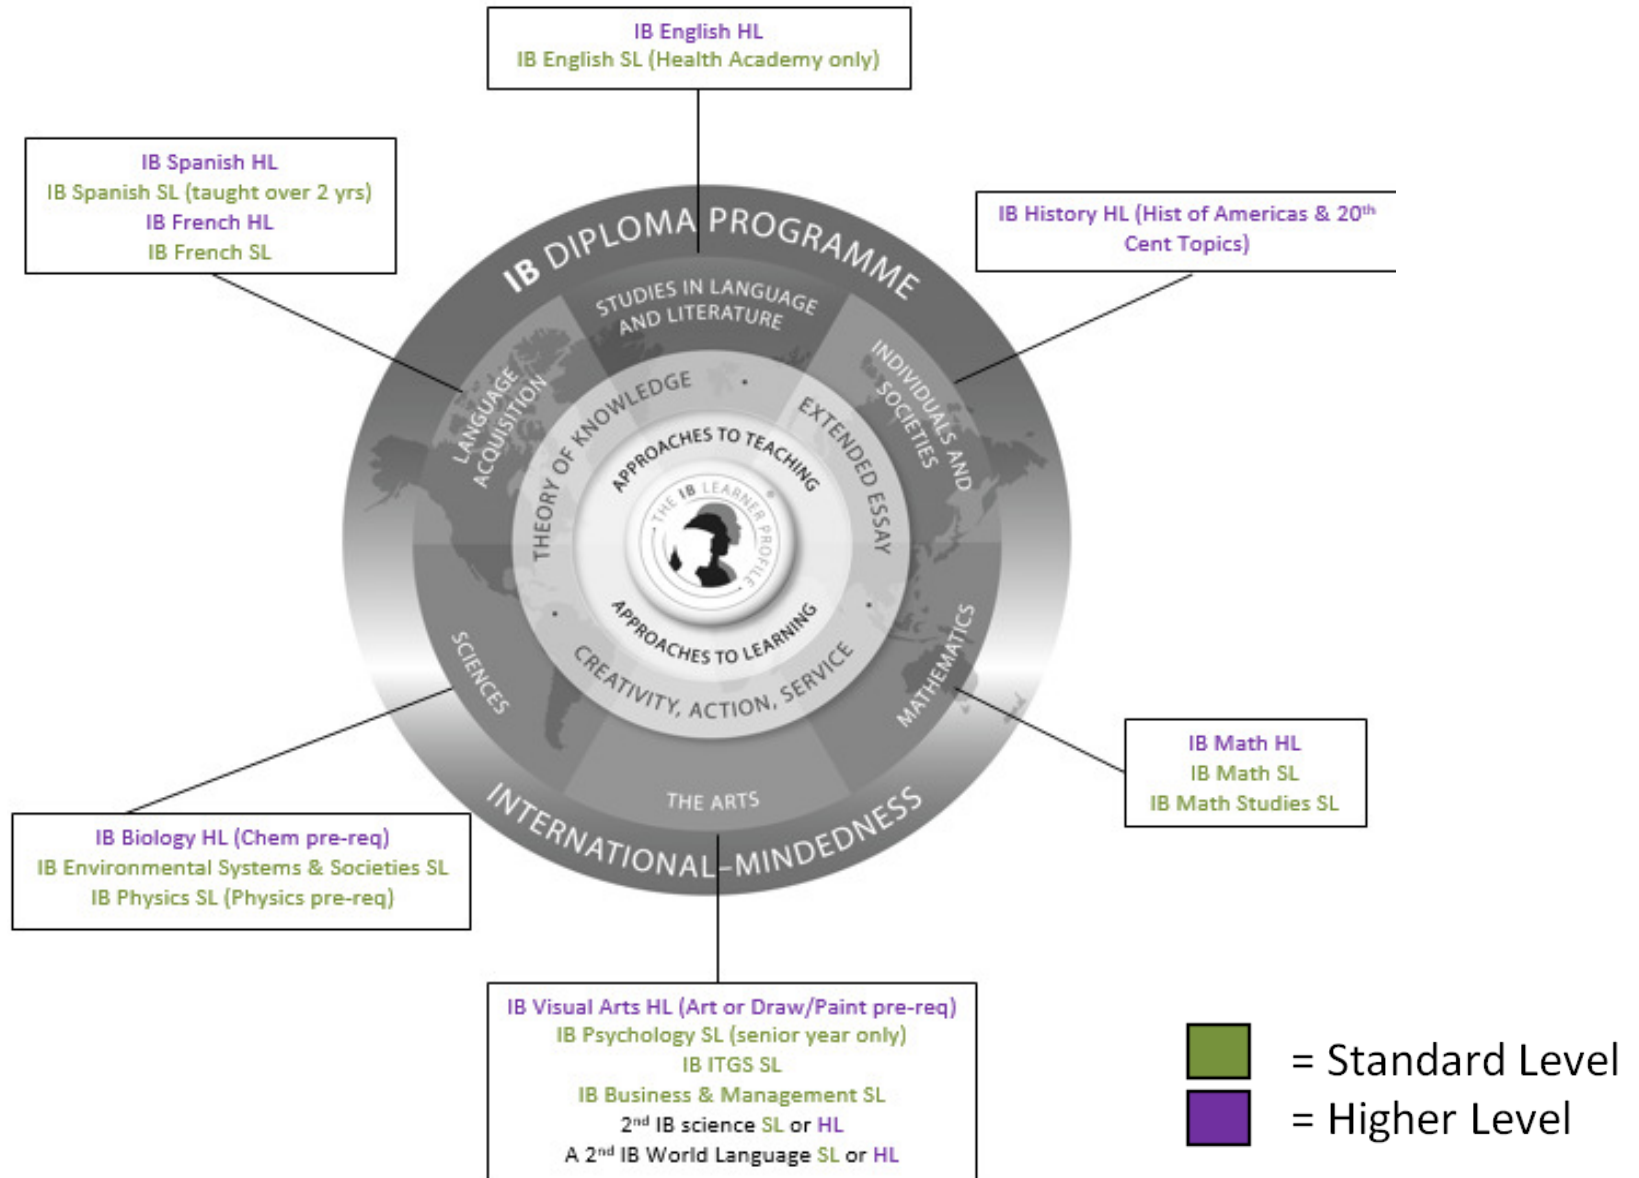 IB English HL
IB English SL (Health Academy only)
IB Spanish HL
IB Spanish SL (taught over 2 yrs)
IB French HL
IB French SL
IB History HL (Hist of Americas & 20th
Cent Topics)
IB DIPLOMA PROGRAMME
STUDIES IN LANGUAGE
AND LITERATURE
LANGUAGE
ACQUISITION
INDIVIDUALS AND
SOCIETIES
THEORY OF KNOWLEDGE
EXTENDED ESSAY
APPROACHES TO TEACHING
THE IB LEARNER PROFILE
®
APPROACHES TO LEARNING
CREATIVITY, ACTION, SERVICE
SCIENCES
MATHEMATICS
THE ARTS
INTERNATIONAL-MINDEDNESS
IB Math HL
IB Math SL
IB Math Studies SL
IB Biology HL (Chem pre-req)
IB Environmental Systems & Societies SL
IB Physics SL (Physics pre-req)
IB Visual Arts HL (Art or Draw/Paint pre-req)
IB Psychology SL (senior year only)
IB ITGS SL
IB Business & Management SL
2nd IB science SL or HL
A 2nd IB World Language SL or HL
= Standard Level
= Higher Level